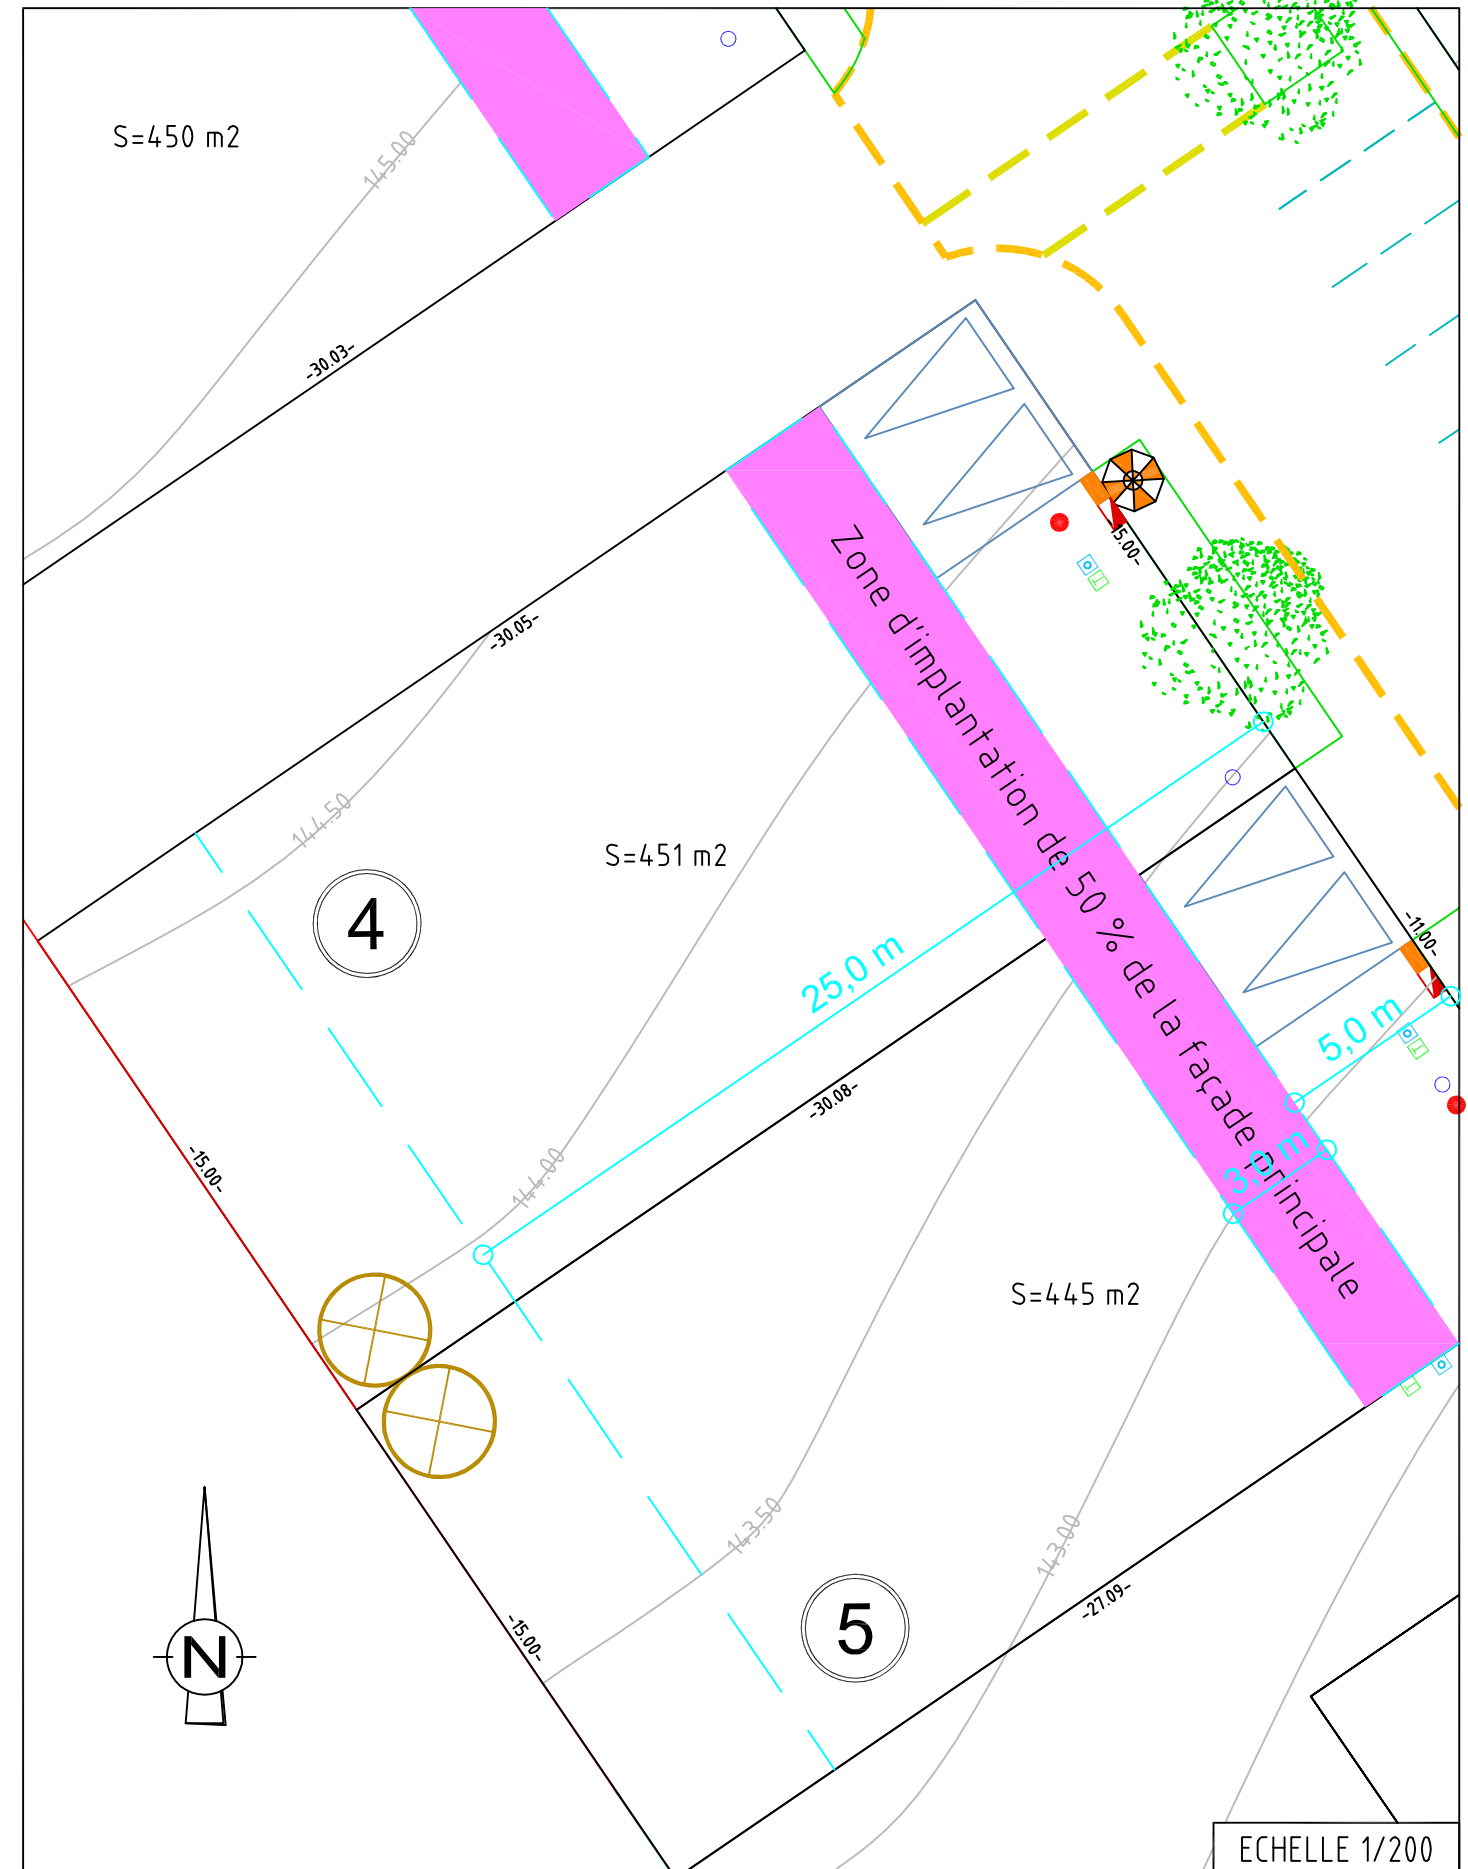 S=450 m2
145.00
-30.03-
-15.00-
Zone d'implantation de 50 % de la façade principale
-30.05-
144.50
S=451 m2
4
25,0 m
-11.00-
5,0 m
-30.08-
144.00
-15.00-
3,0 m
S=445 m2
143.50
143.00
5
-27.09-
-15.00-
N
ECHELLE 1/200